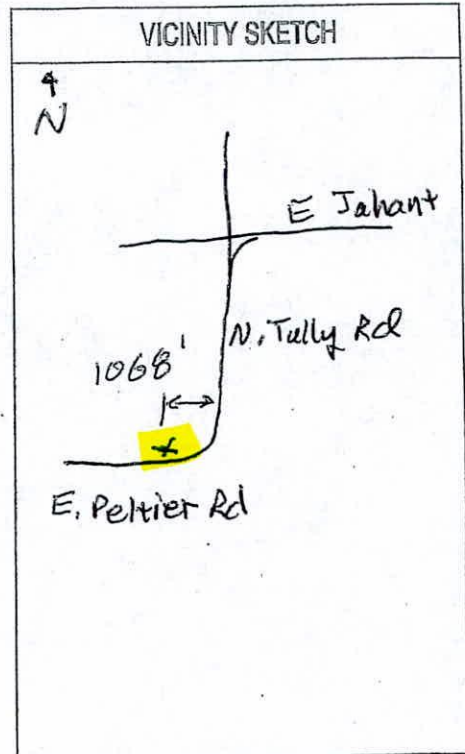 VICINITY SKETCH
N
E Jahant
N. Tully Rd
1068'
x
E. Peltier Rd